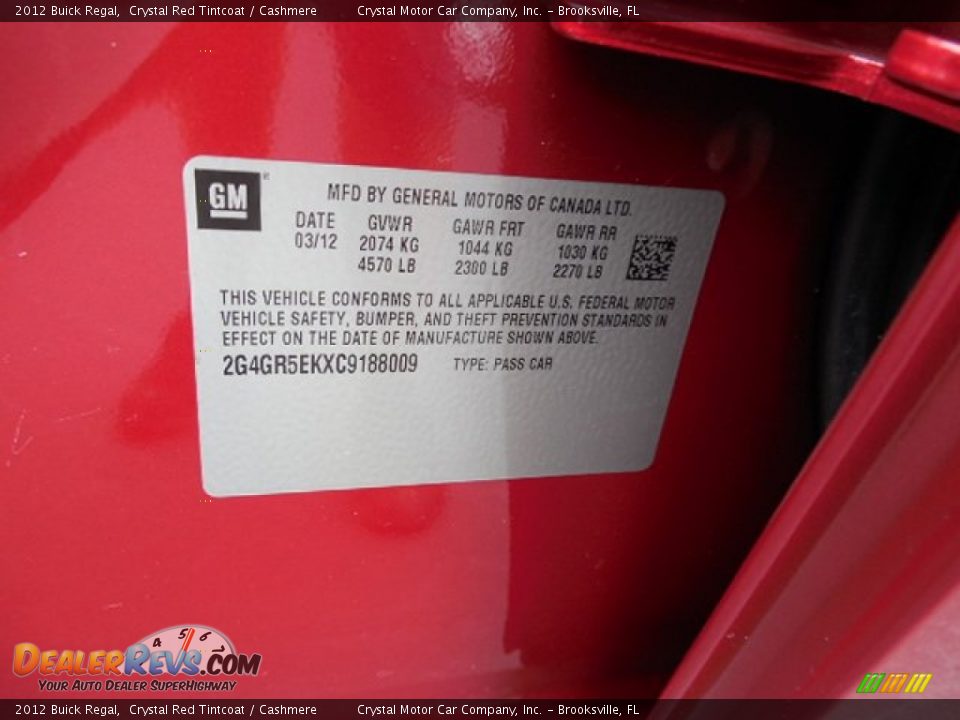 2012 Buick Regal, Crystal Red Tintcoat / Cashmere Crystal Motor Car Company, Inc. - Brooksville, FL
GM
MFD BY GENERAL MOTORS OF CANADA LTD.
DATE GVWR GAWR FRT GAWR RR
03/12 2074 KG 1044 KG 1030 KG
4570 LB 2300 LB 2270 LB
THIS VEHICLE CONFORMS TO ALL APPLICABLE U.S. FEDERAL MOTOR
VEHICLE SAFETY, BUMPER, AND THEFT PREVENTION STANDARDS IN
EFFECT ON THE DATE OF MANUFACTURE SHOWN ABOVE.
2G4GR5EKXC9188009 TYPE: PASS CAR
4 5 6
DEALERREVS.COM
YOUR AUTO DEALER SUPERHIGHWAY
2012 Buick Regal, Crystal Red Tintcoat / Cashmere Crystal Motor Car Company, Inc. - Brooksville, FL